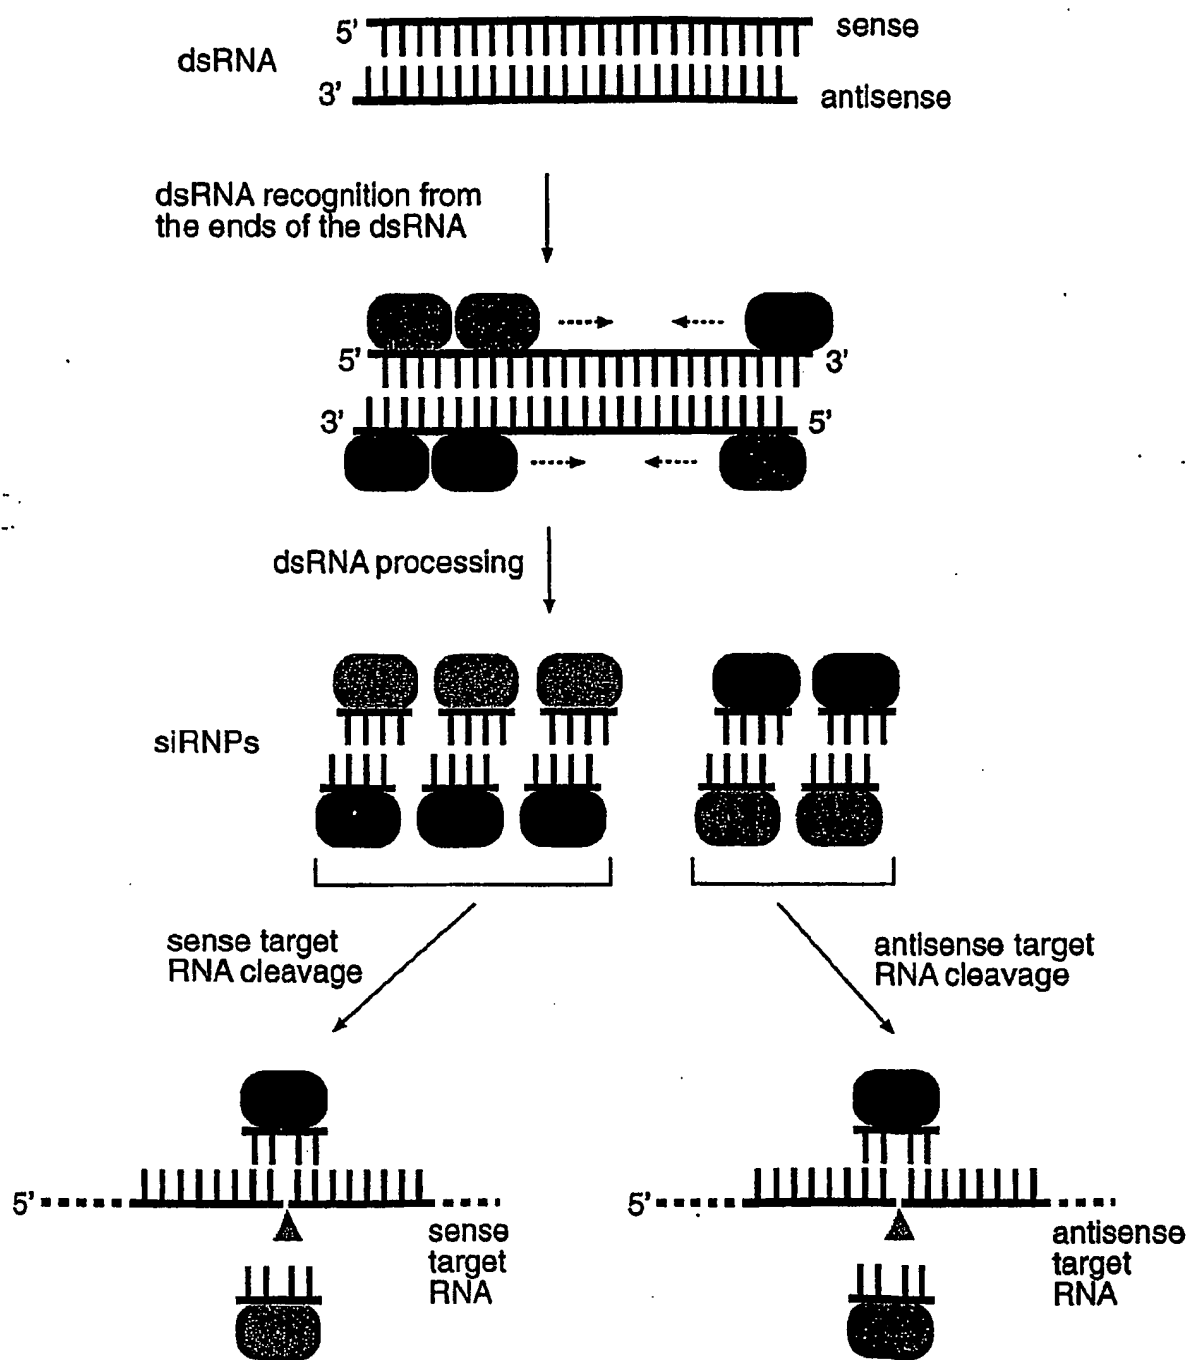 5' sense
dsRNA
3' antisense
dsRNA recognition from
the ends of the dsRNA
5' 3'
3' 5'
dsRNA processing
siRNPs
sense target
RNA cleavage
antisense target
RNA cleavage
5'
sense
target
RNA
5'
antisense
target
RNA